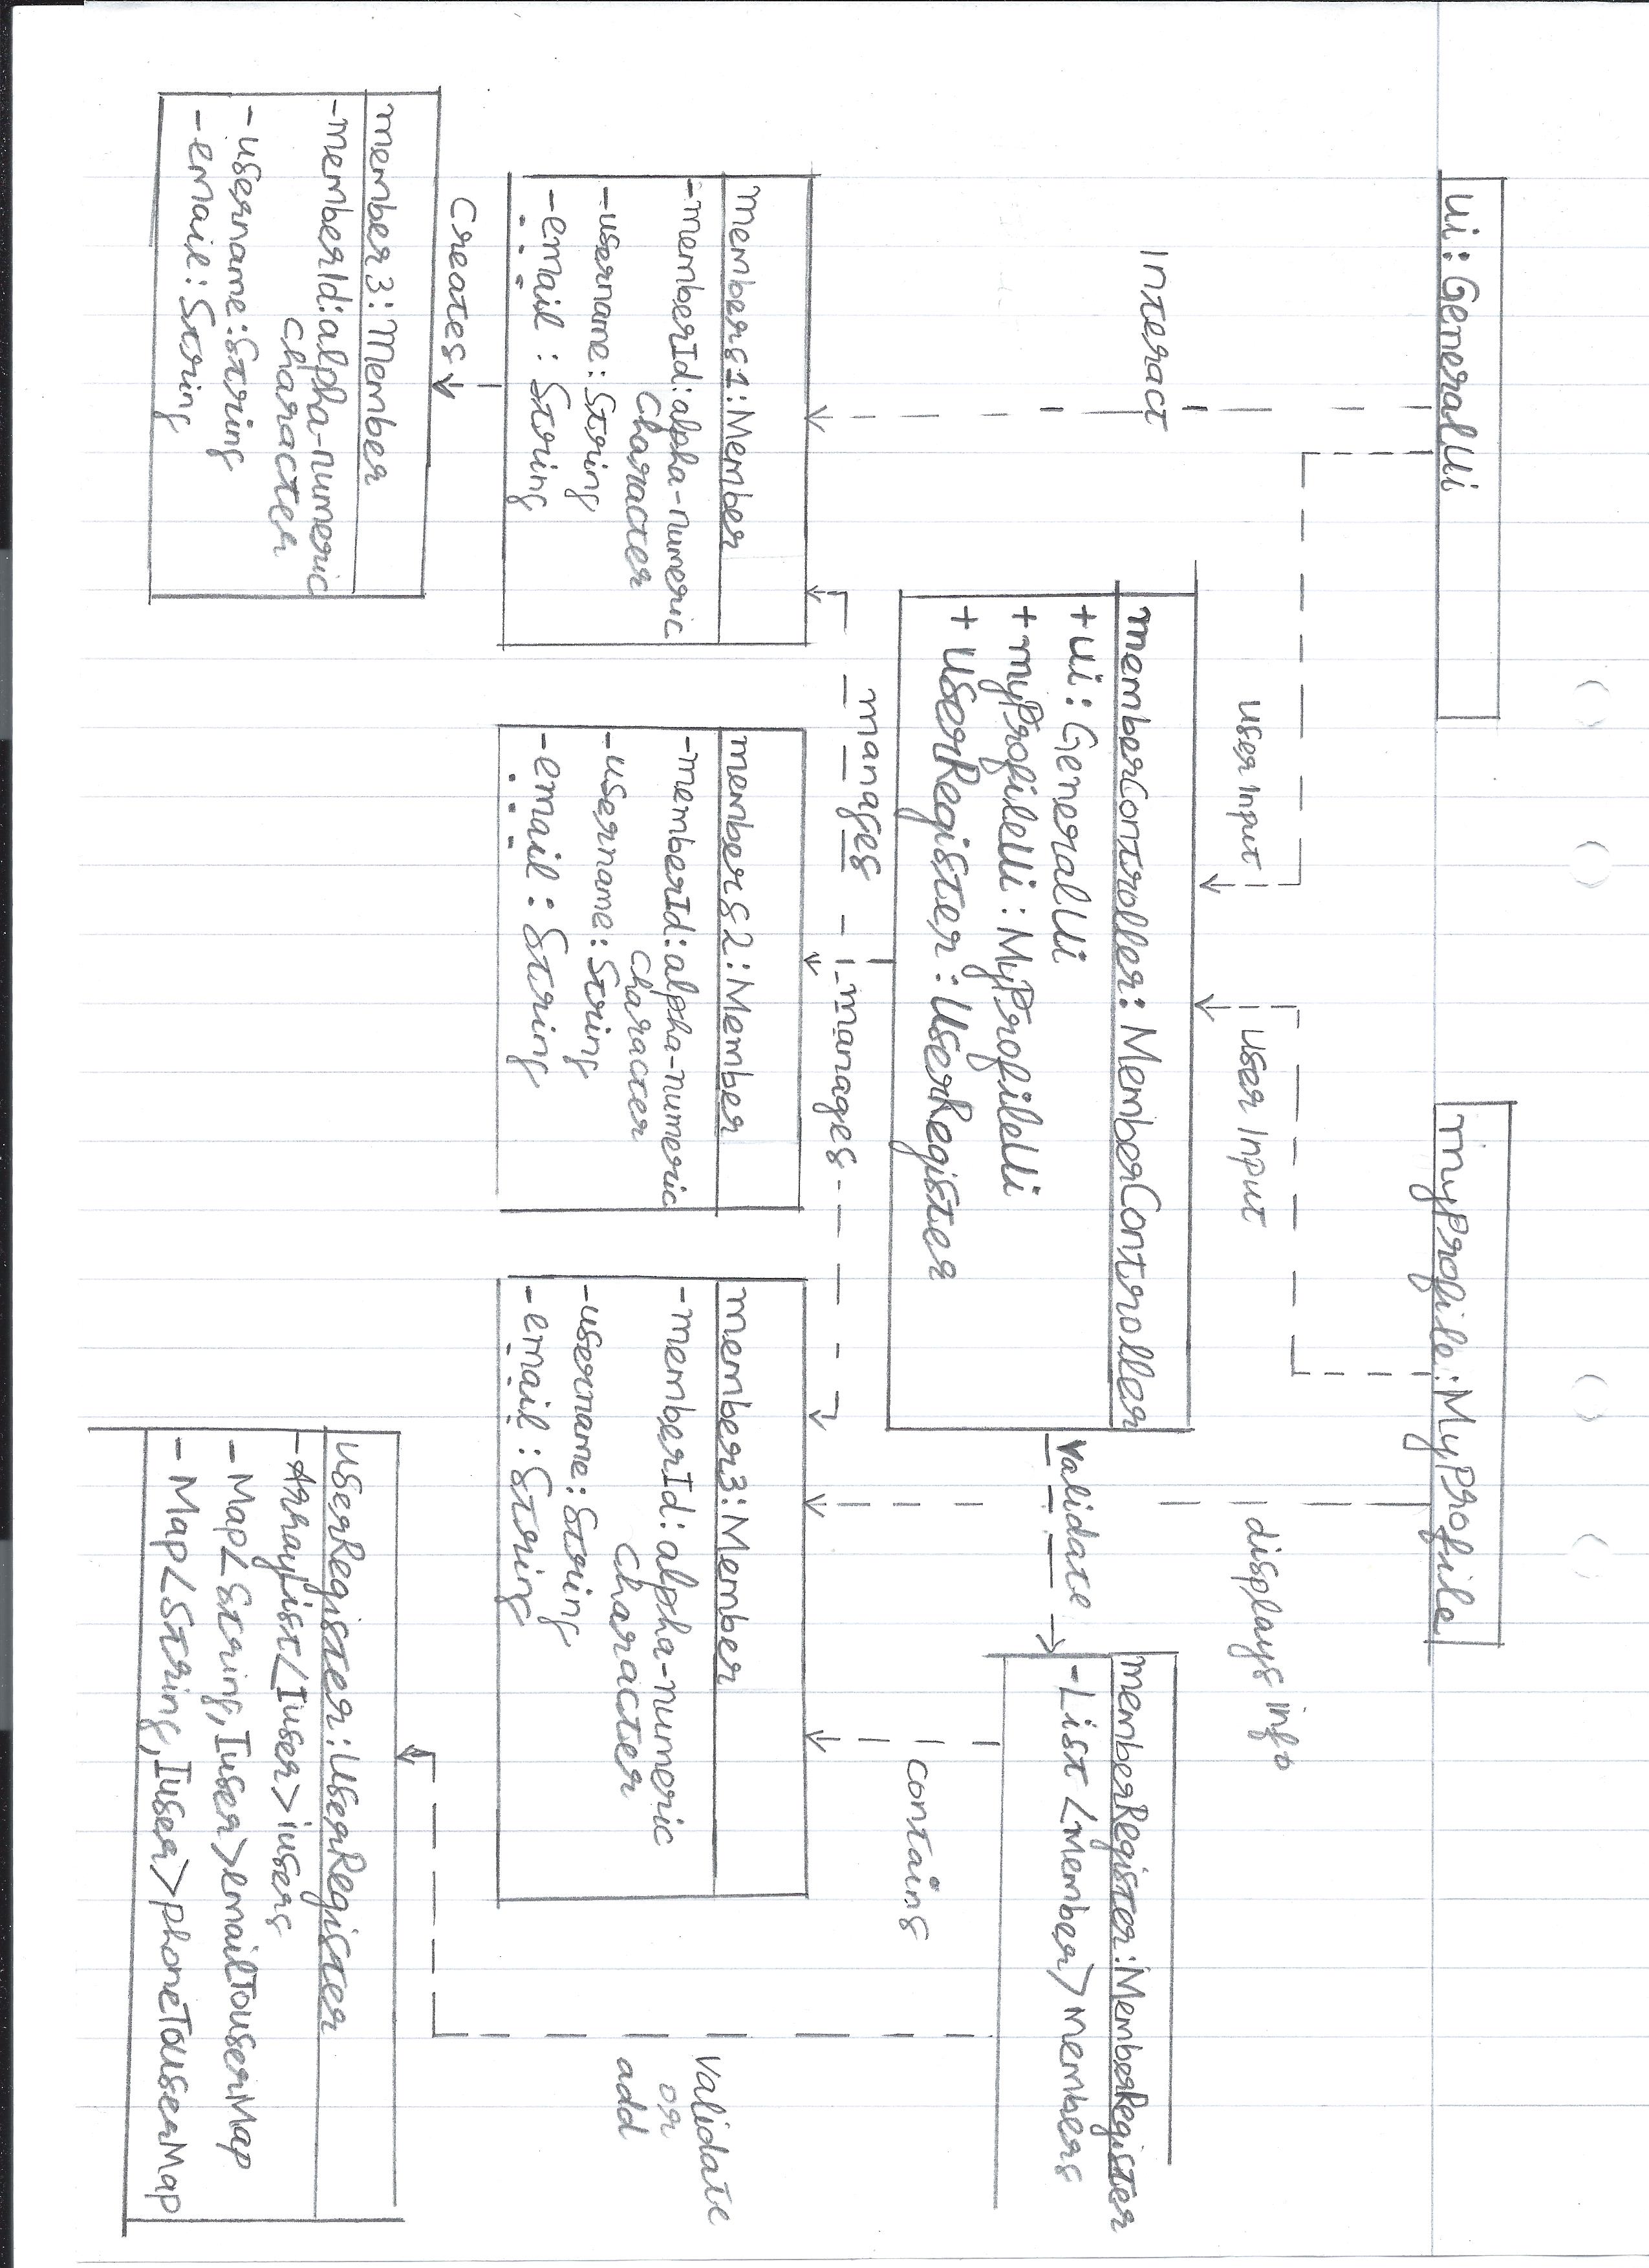 ui: GeneralUi
myProfile:MyProfile
user Input
user Input
displays info
Interact
memberController: MemberController
+ui: GeneralUi
+myProfileUi: MyProfileUi
+ userRegister: UserRegister
validate
memberRegister:MemberRegister
-List <Member> members
manages
manages
contains
members1:Member
-memberId:alpha-numeric
Character
-username: String
-email : String
...
members2:Member
-memberId:alpha-numeric
Character
-username: String
-email: String
...
member3:Member
-memberId: alpha-numeric
Character
-username: String
-email : String
....
validate
or
add
Creates
member3: Member
-memberId:alpha-numeric
Character
-username:String
-email: String
userRegister:UserRegister
-ArrayList<Iuser>iusers
- Map<String,Iuser>emailToUserMap
- Map<String,Iuser>phoneToUserMap